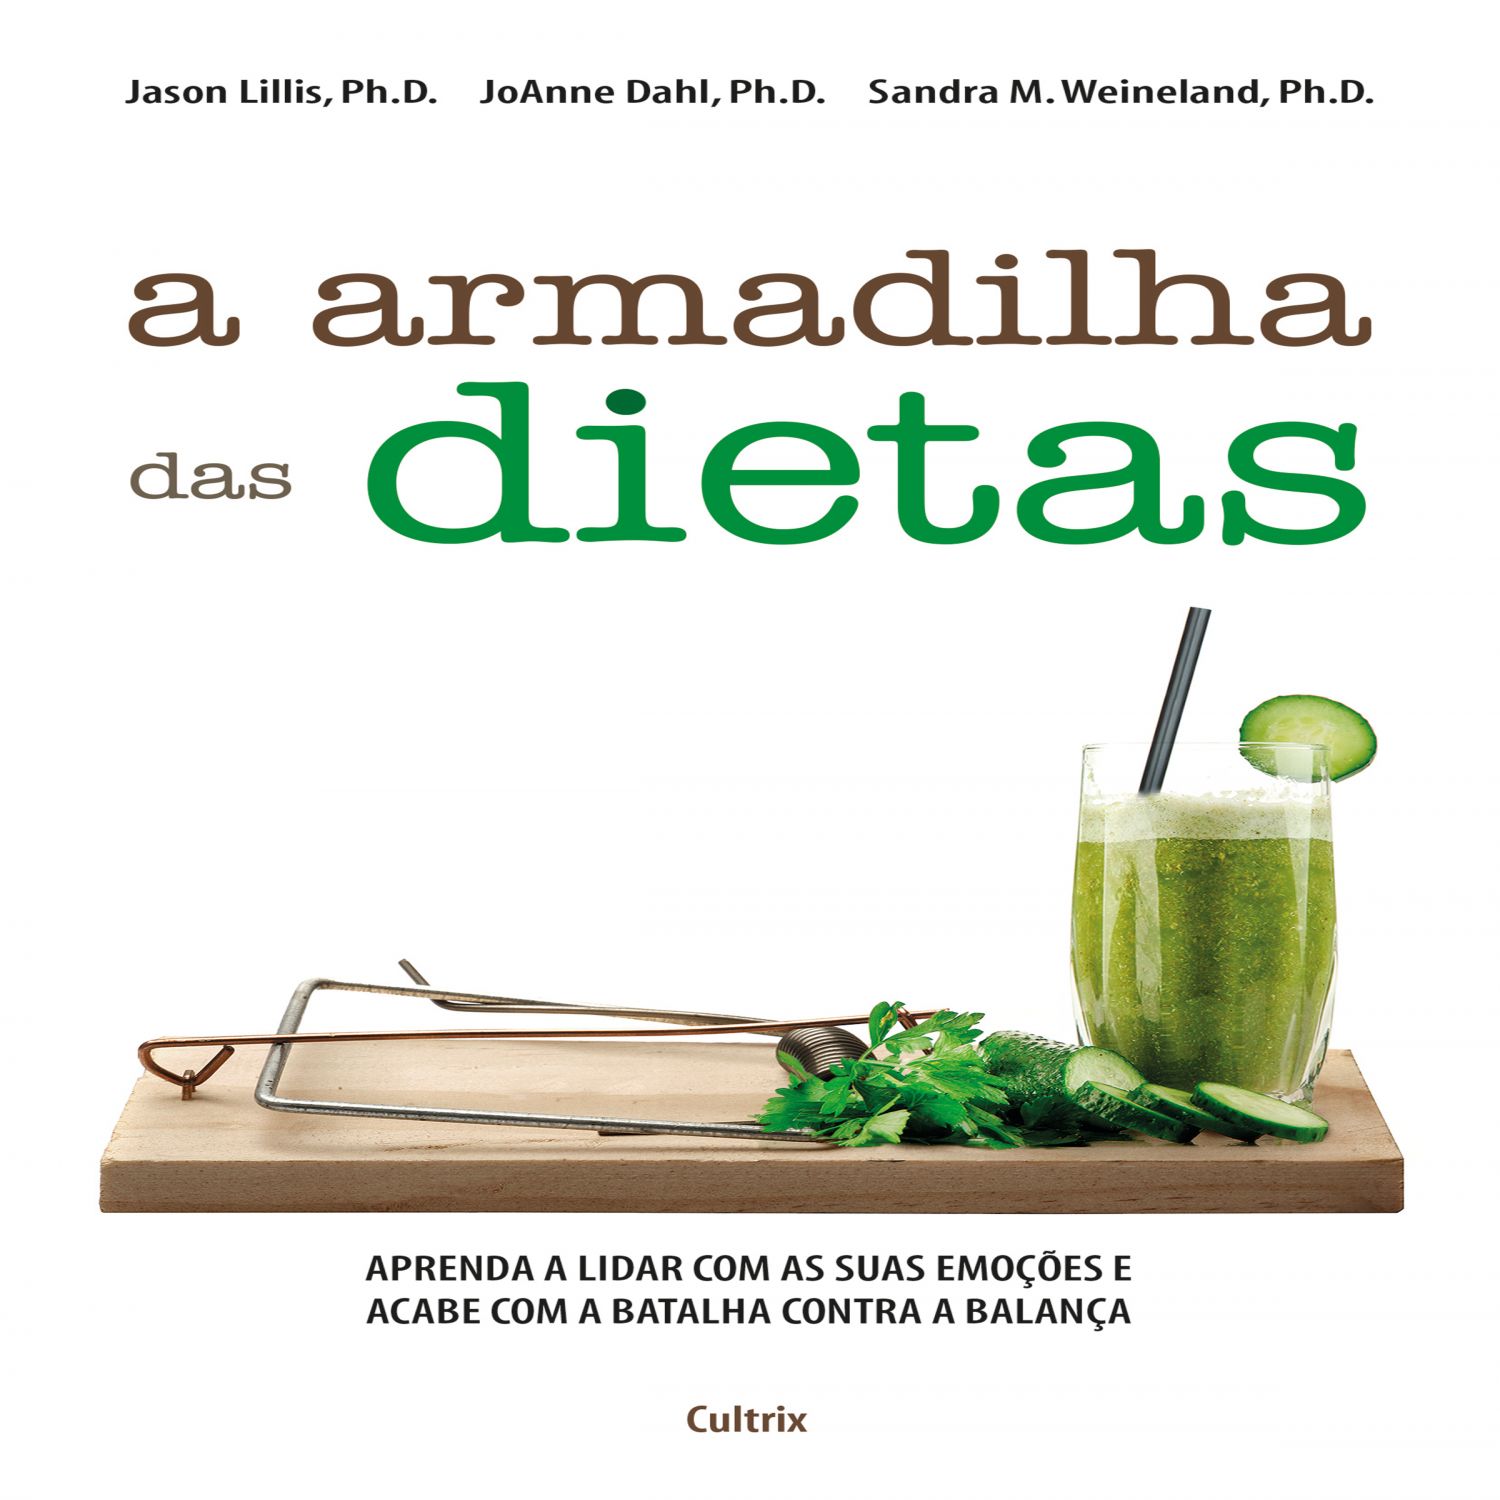 Jason Lillis, Ph.D. JoAnne Dahl, Ph.D. Sandra M. Weineland, Ph.D.
a armadilha
das dietas
APRENDA A LIDAR COM AS SUAS EMOÇÕES E
ACABE COM A BATALHA CONTRA A BALANÇA
Cultrix